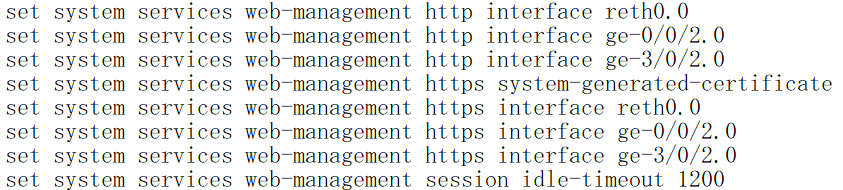 set system services web-management http interface reth0.0
set system services web-management http interface ge-0/0/2.0
set system services web-management http interface ge-3/0/2.0
set system services web-management https system-generated-certificate
set system services web-management https interface reth0.0
set system services web-management https interface ge-0/0/2.0
set system services web-management https interface ge-3/0/2.0
set system services web-management session idle-timeout 1200